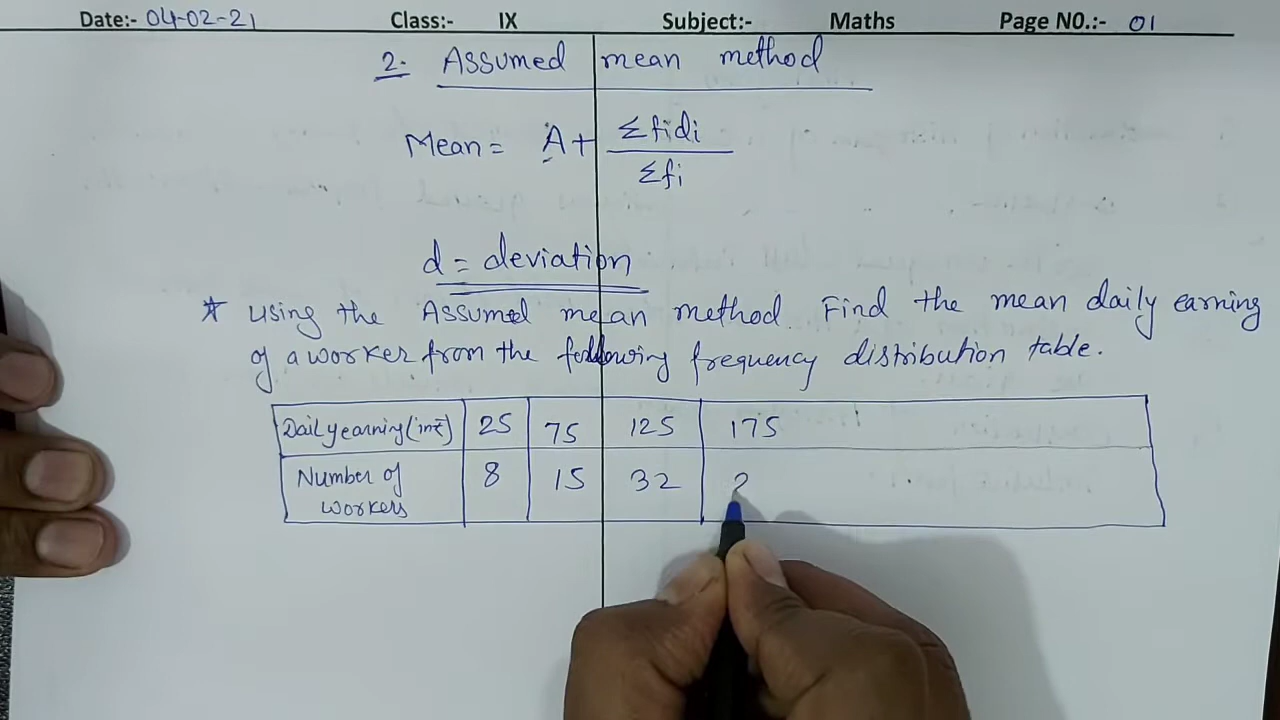 Date:- 04-02-21 Class:- IX Subject:- Maths Page NO.:- 01
2. Assumed mean method
Mean = A + Σfidi
Σfi
d = deviation
* Using the Assumed mean method. Find the mean daily earning
of a worker from the following frequency distribution table.
Daily earning (in ₹) 25 75 125 175
Number of workers 8 15 32 2